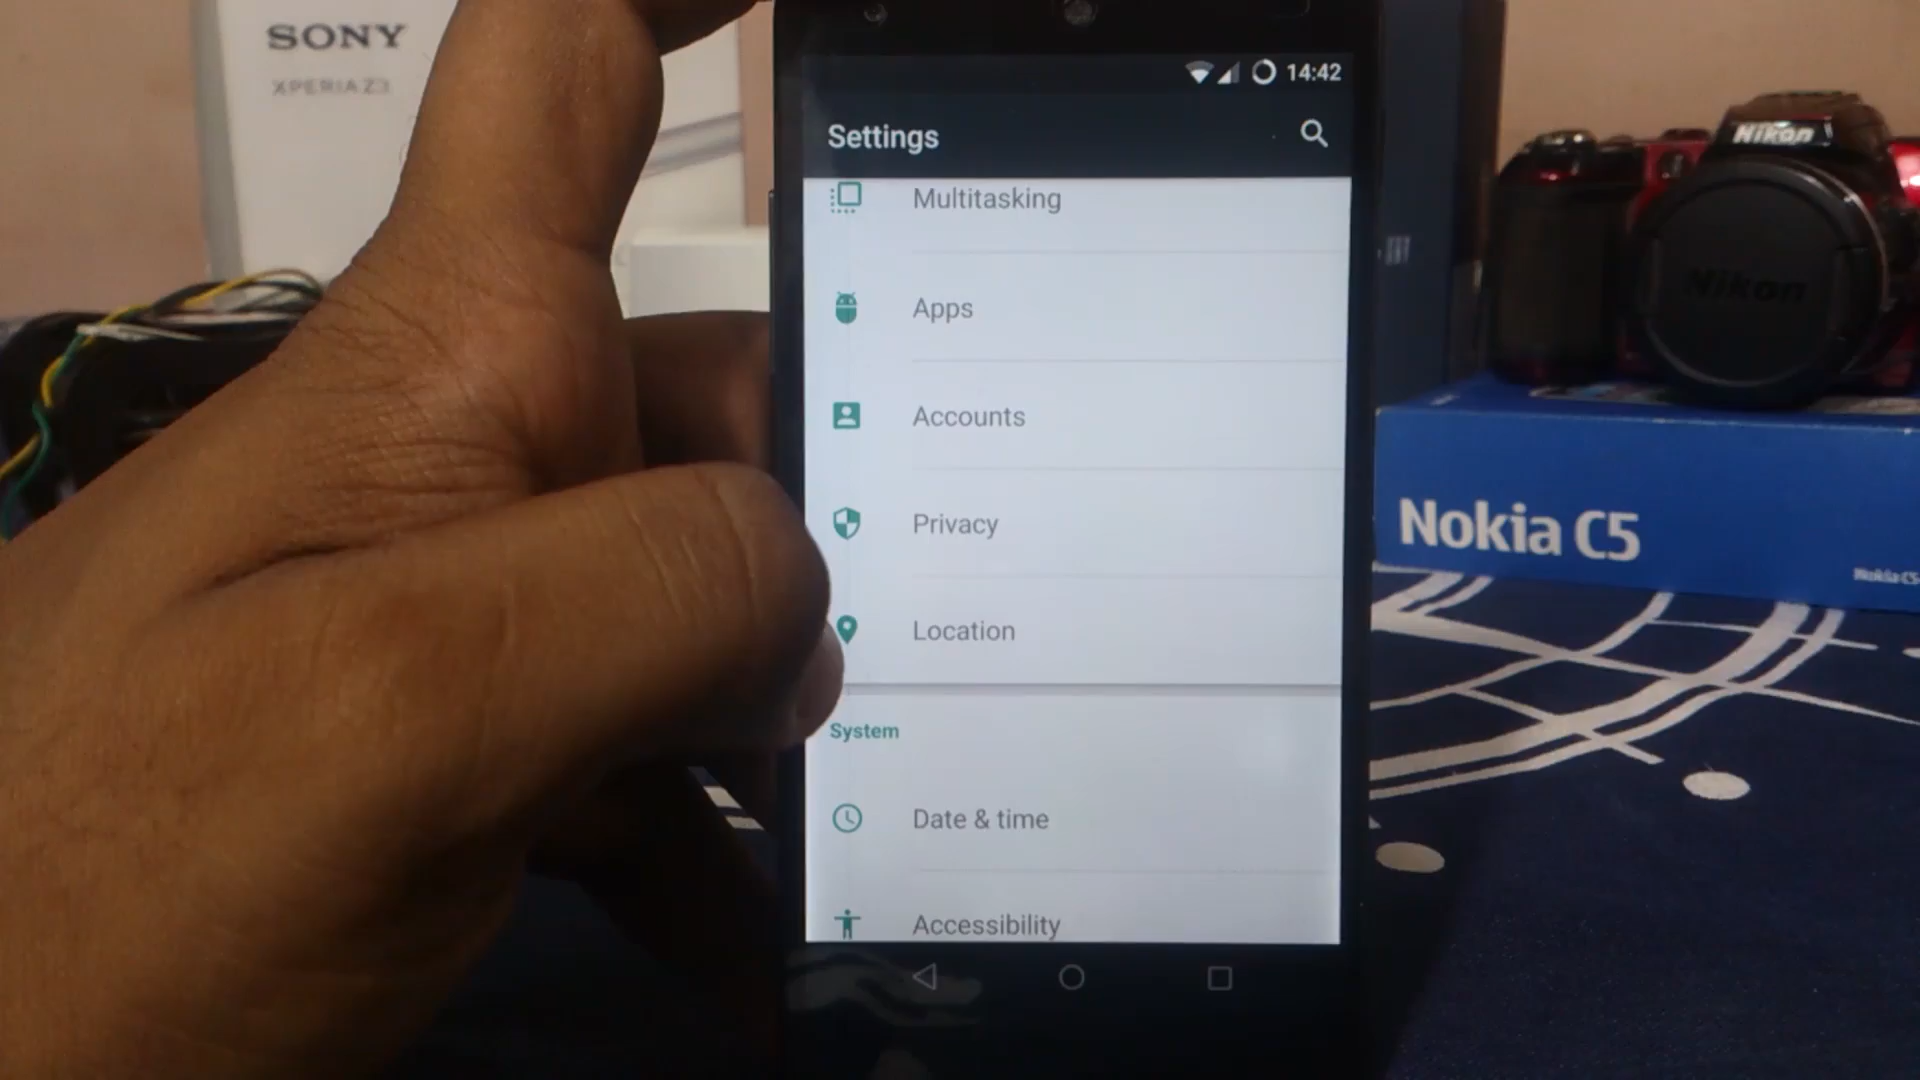 SONY
XPERIA Z3
14:42
Settings
Multitasking
Apps
Accounts
Privacy
Location
System
Date & time
Accessibility
Nikon
Nikon
Nokia C5
Nokia C5